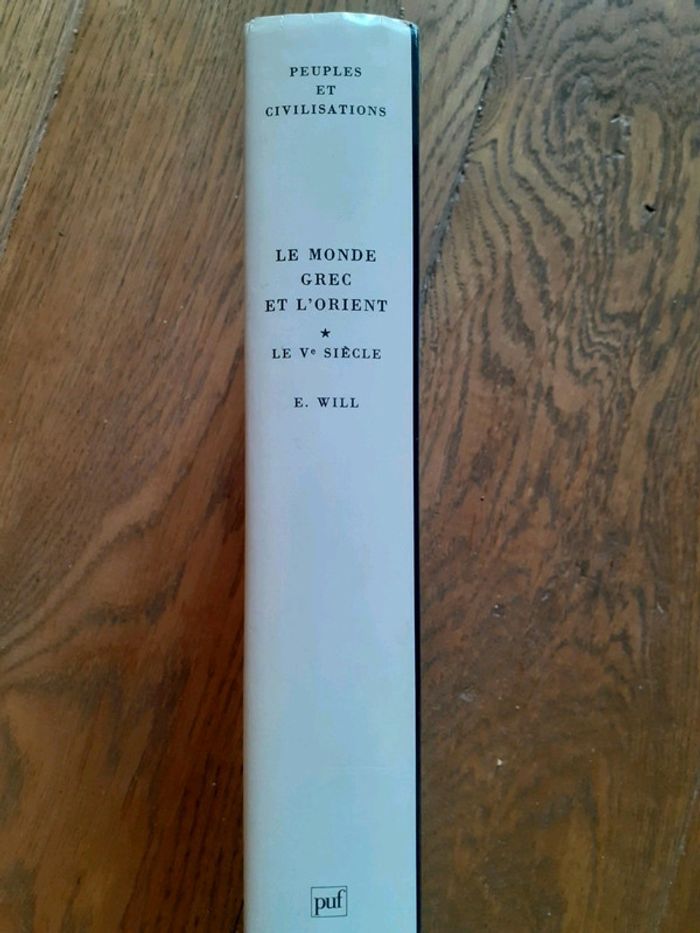 PEUPLES
ET
CIVILISATIONS
LE MONDE
GREC
ET L'ORIENT
★
LE Vᵉ SIÈCLE
E. WILL
puf